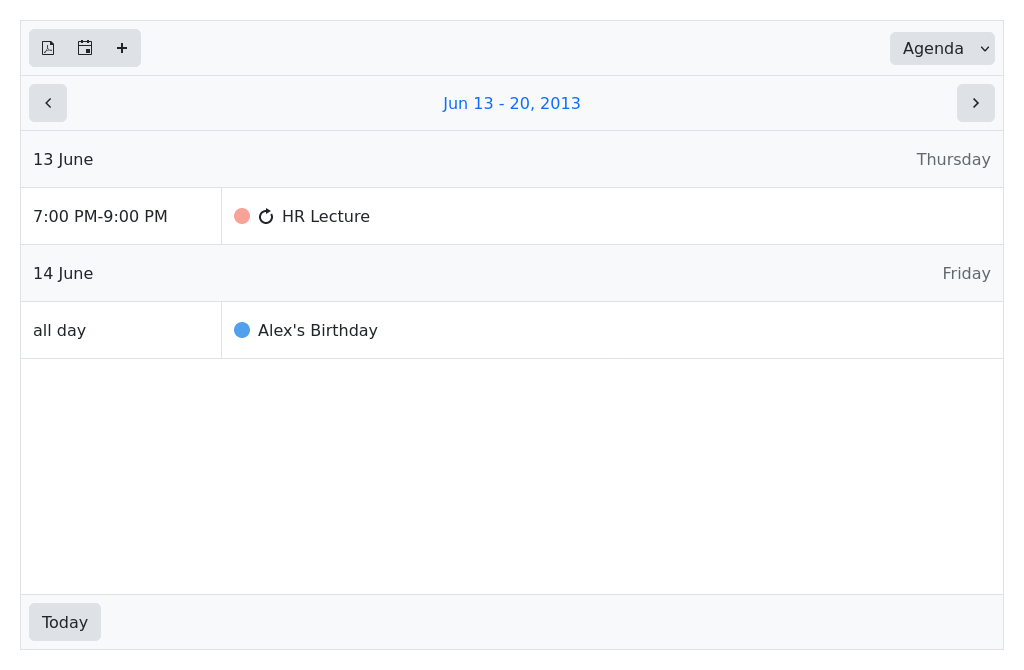 Agenda
Jun 13 - 20, 2013
13 June Thursday
7:00 PM-9:00 PM HR Lecture
14 June Friday
all day Alex's Birthday
Today